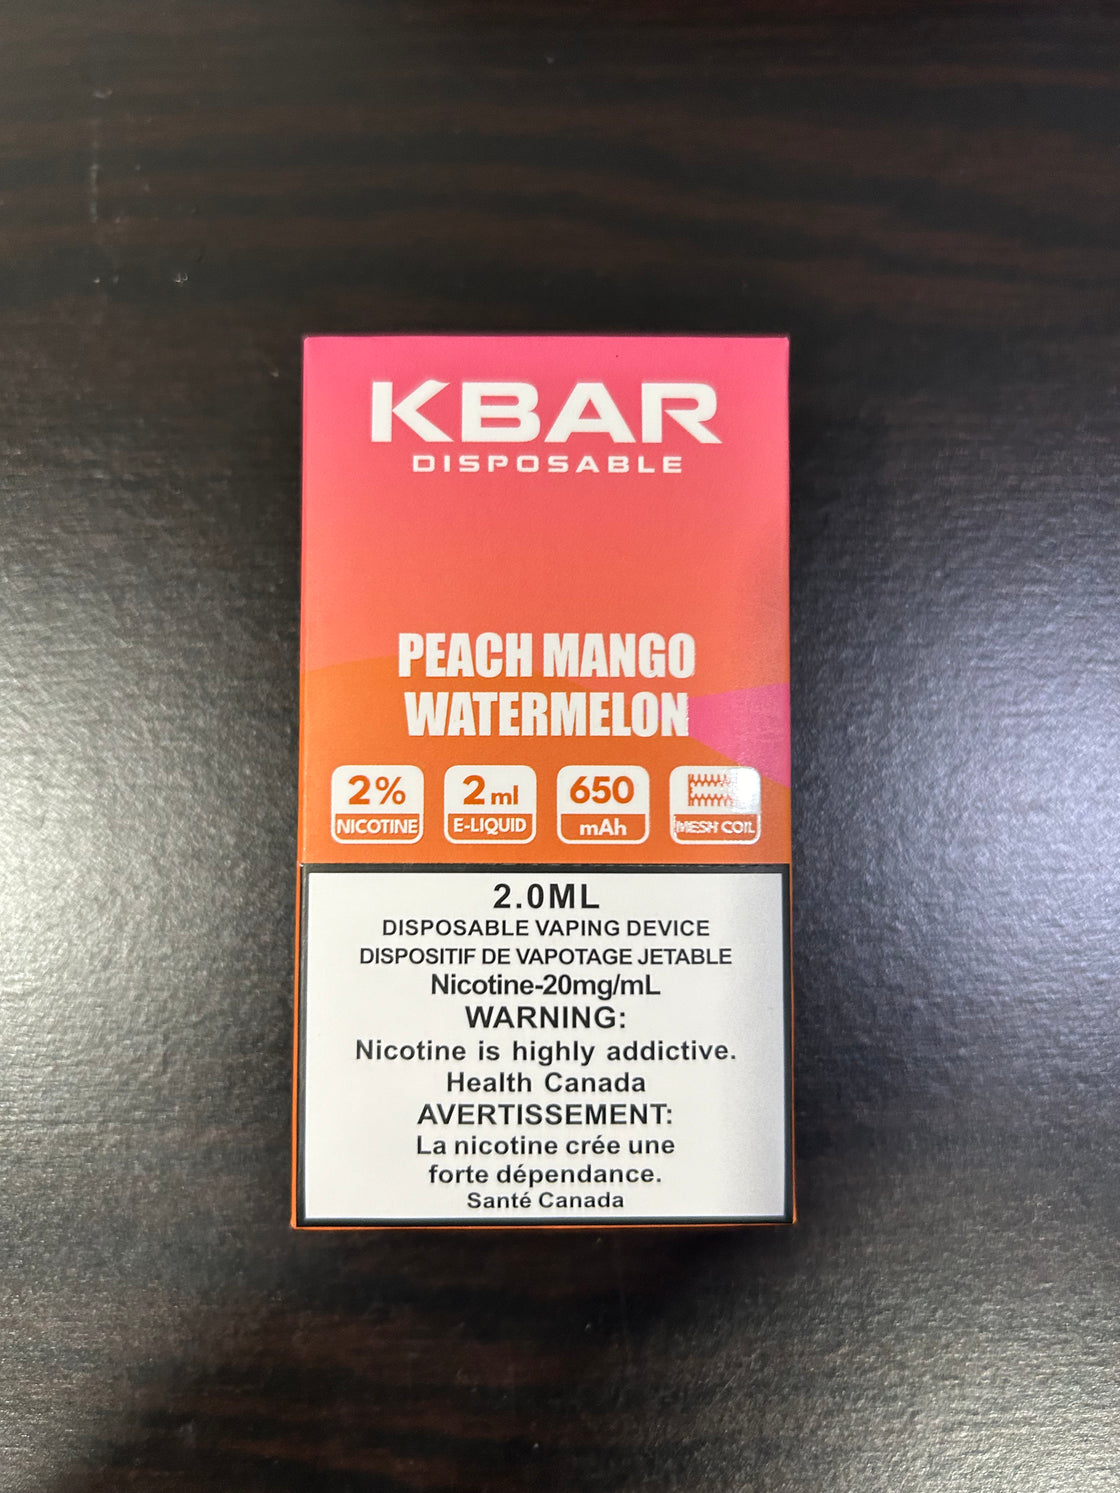 KBAR
DISPOSABLE
PEACH MANGO
WATERMELON
2% 2 ml 650
NICOTINE E-LIQUID mAh MESH COIL
2.0ML
DISPOSABLE VAPING DEVICE
DISPOSITIF DE VAPOTAGE JETABLE
Nicotine-20mg/mL
WARNING:
Nicotine is highly addictive.
Health Canada
AVERTISSEMENT:
La nicotine crée une
forte dépendance.
Santé Canada